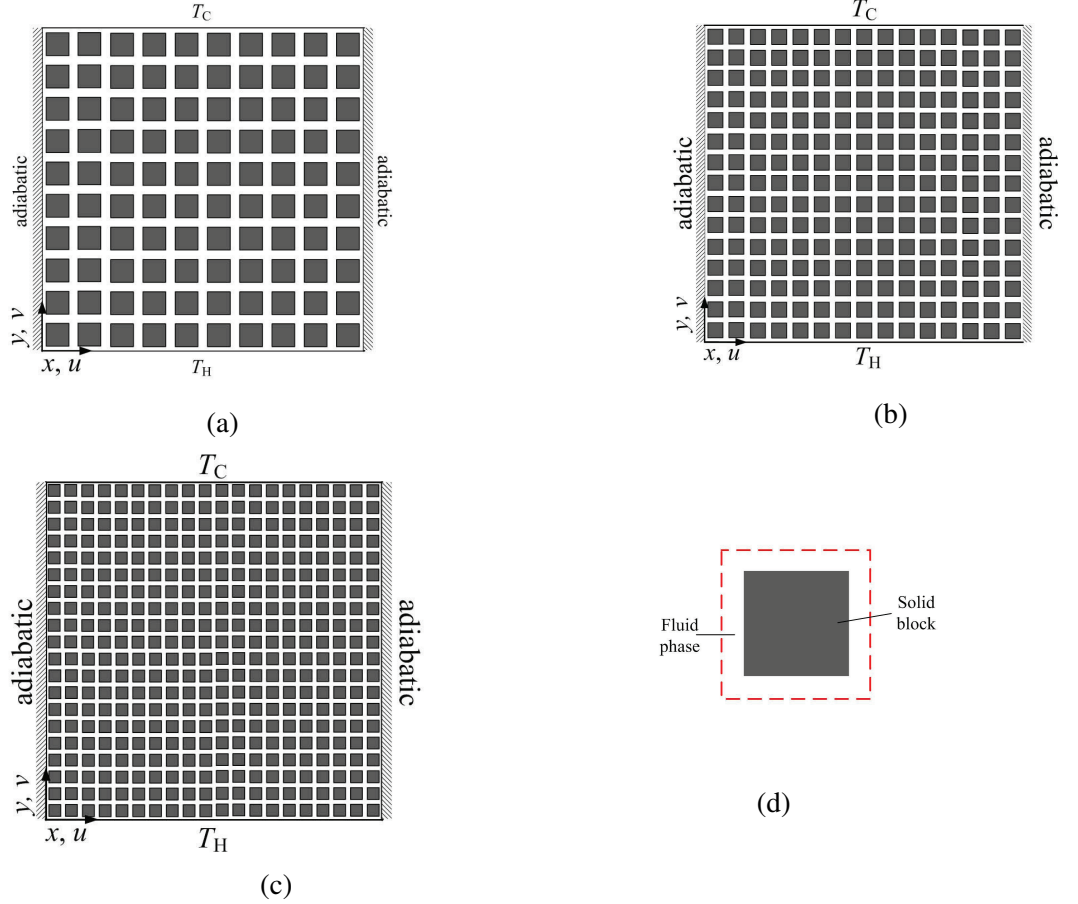 T_C
adiabatic
adiabatic
y, v
x, u
T_H
(a)
T_C
adiabatic
adiabatic
y, v
x, u
T_H
(b)
T_C
adiabatic
adiabatic
y, v
x, u
T_H
(c)
Fluid
phase
Solid
block
(d)